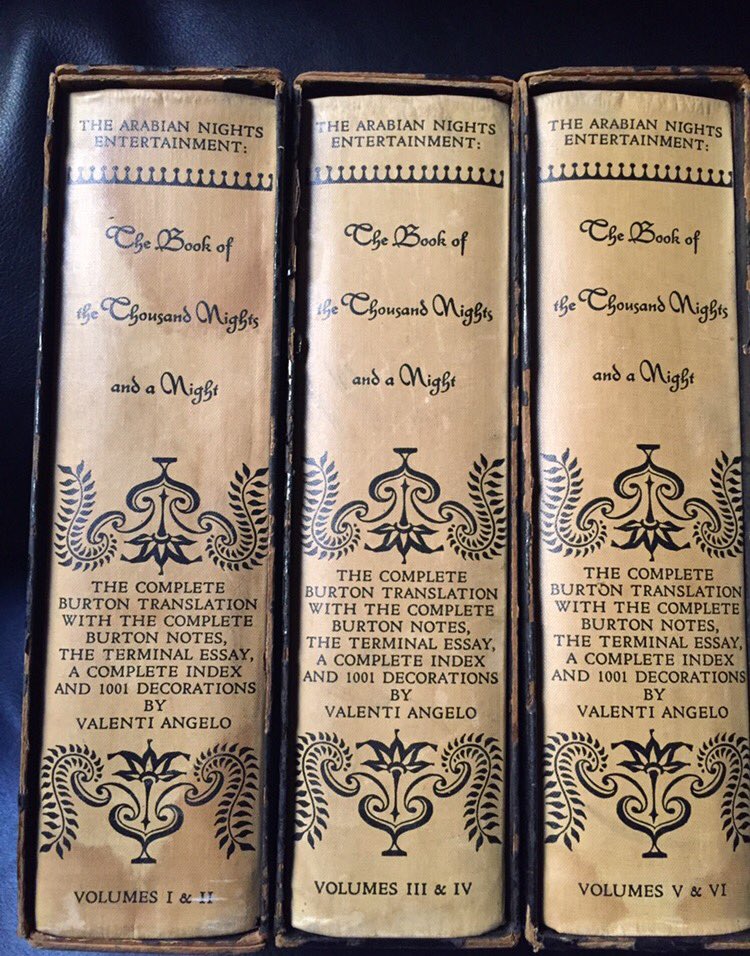 THE ARABIAN NIGHTS
ENTERTAINMENT:
The Book of
the Thousand Nights
and a Night
THE COMPLETE
BURTON TRANSLATION
WITH THE COMPLETE
BURTON NOTES,
THE TERMINAL ESSAY,
A COMPLETE INDEX
AND 1001 DECORATIONS
BY
VALENTI ANGELO
VOLUMES I & II
THE ARABIAN NIGHTS
ENTERTAINMENT:
The Book of
the Thousand Nights
and a Night
THE COMPLETE
BURTON TRANSLATION
WITH THE COMPLETE
BURTON NOTES,
THE TERMINAL ESSAY,
A COMPLETE INDEX
AND 1001 DECORATIONS
BY
VALENTI ANGELO
VOLUMES III & IV
THE ARABIAN NIGHTS
ENTERTAINMENT:
The Book of
the Thousand Nights
and a Night
THE COMPLETE
BURTON TRANSLATION
WITH THE COMPLETE
BURTON NOTES,
THE TERMINAL ESSAY,
A COMPLETE INDEX
AND 1001 DECORATIONS
BY
VALENTI ANGELO
VOLUMES V & VI